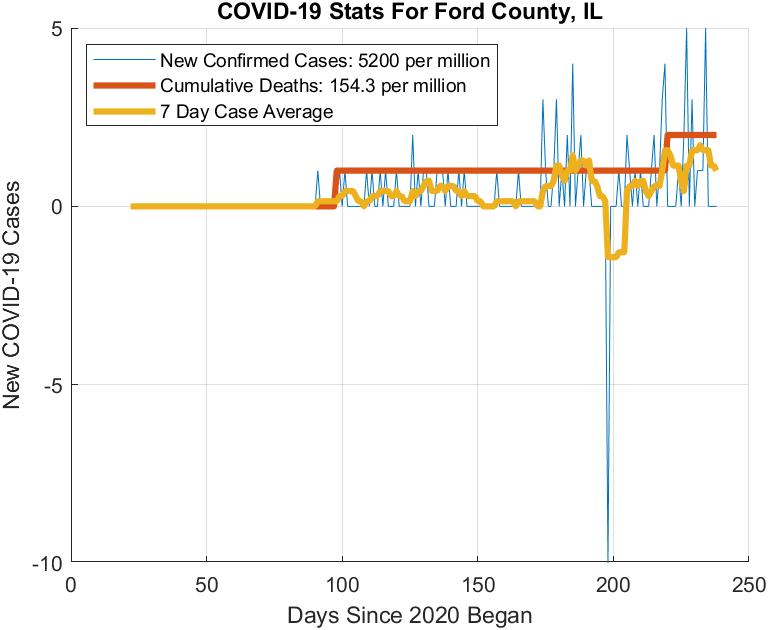 COVID-19 Stats For Ford County, IL
New Confirmed Cases: 5200 per million
Cumulative Deaths: 154.3 per million
7 Day Case Average
5
0
-5
-10
New COVID-19 Cases
0 50 100 150 200 250
Days Since 2020 Began